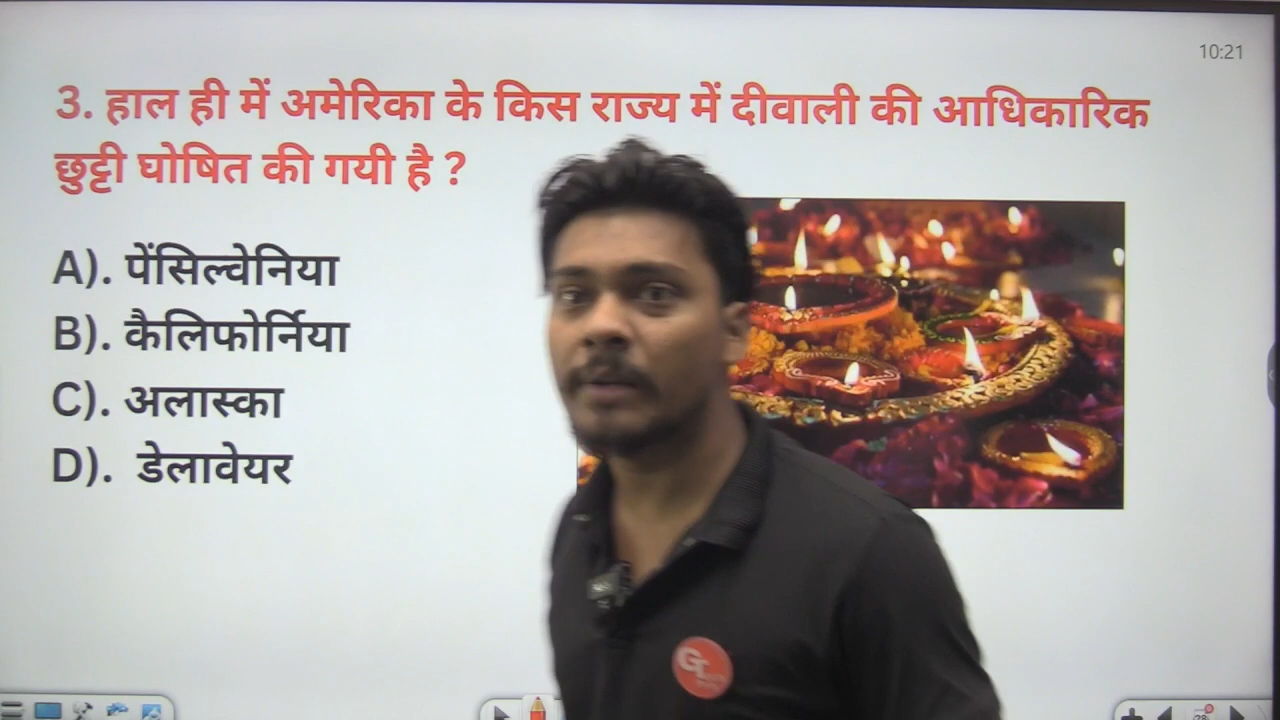 10:21
3. हाल ही में अमेरिका के किस राज्य में दीवाली की आधिकारिक
छुट्टी घोषित की गयी है ?
A). पेंसिल्वेनिया
B). कैलिफोर्निया
C). अलास्का
D). डेलावेयर